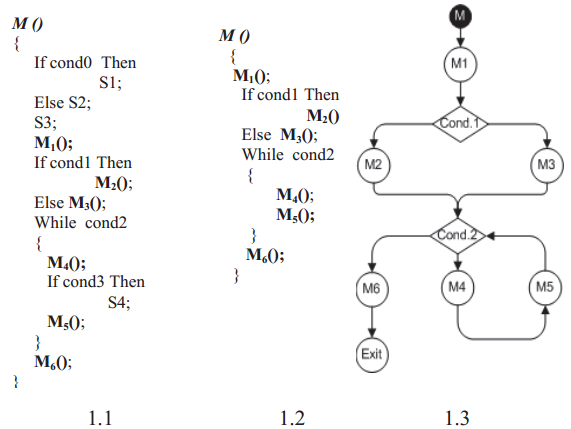 M ()
{
If cond0 Then
S1;
Else S2;
S3;
M₁();
If cond1 Then
M₂();
Else M₃();
While cond2
{
M₄();
If cond3 Then
S4;
M₅();
}
M₆();
}
1.1
M ()
{
M₁();
If cond1 Then
M₂()
Else M₃();
While cond2
{
M₄();
M₅();
}
M₆();
}
1.2
M
M1
Cond.1
M2
M3
Cond.2
M6
M4
M5
Exit
1.3